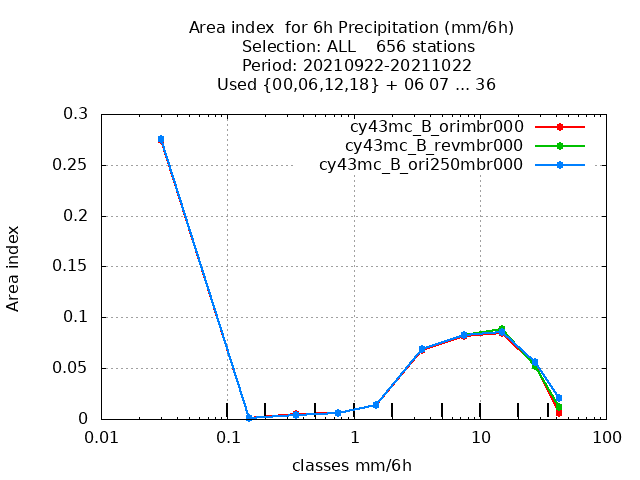 Area index  for 6h Precipitation (mm/6h)
Selection: ALL    656 stations
Period: 20210922-20211022
Used {00,06,12,18} + 06 07 ... 36
cy43mc_B_orimbr000
cy43mc_B_revmbr000
cy43mc_B_ori250mbr000
0.3
0.25
0.2
0.15
0.1
0.05
0
Area index
0.01 0.1 1 10 100
classes mm/6h